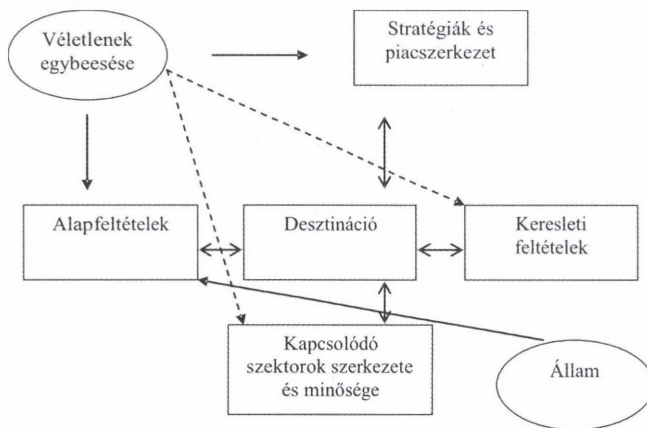 Véletlenek
egybeesése
Stratégiák és
piacszerkezet
Alapfeltételek
Desztináció
Keresleti
feltételek
Kapcsolódó
szektorok szerkezete
és minősége
Állam